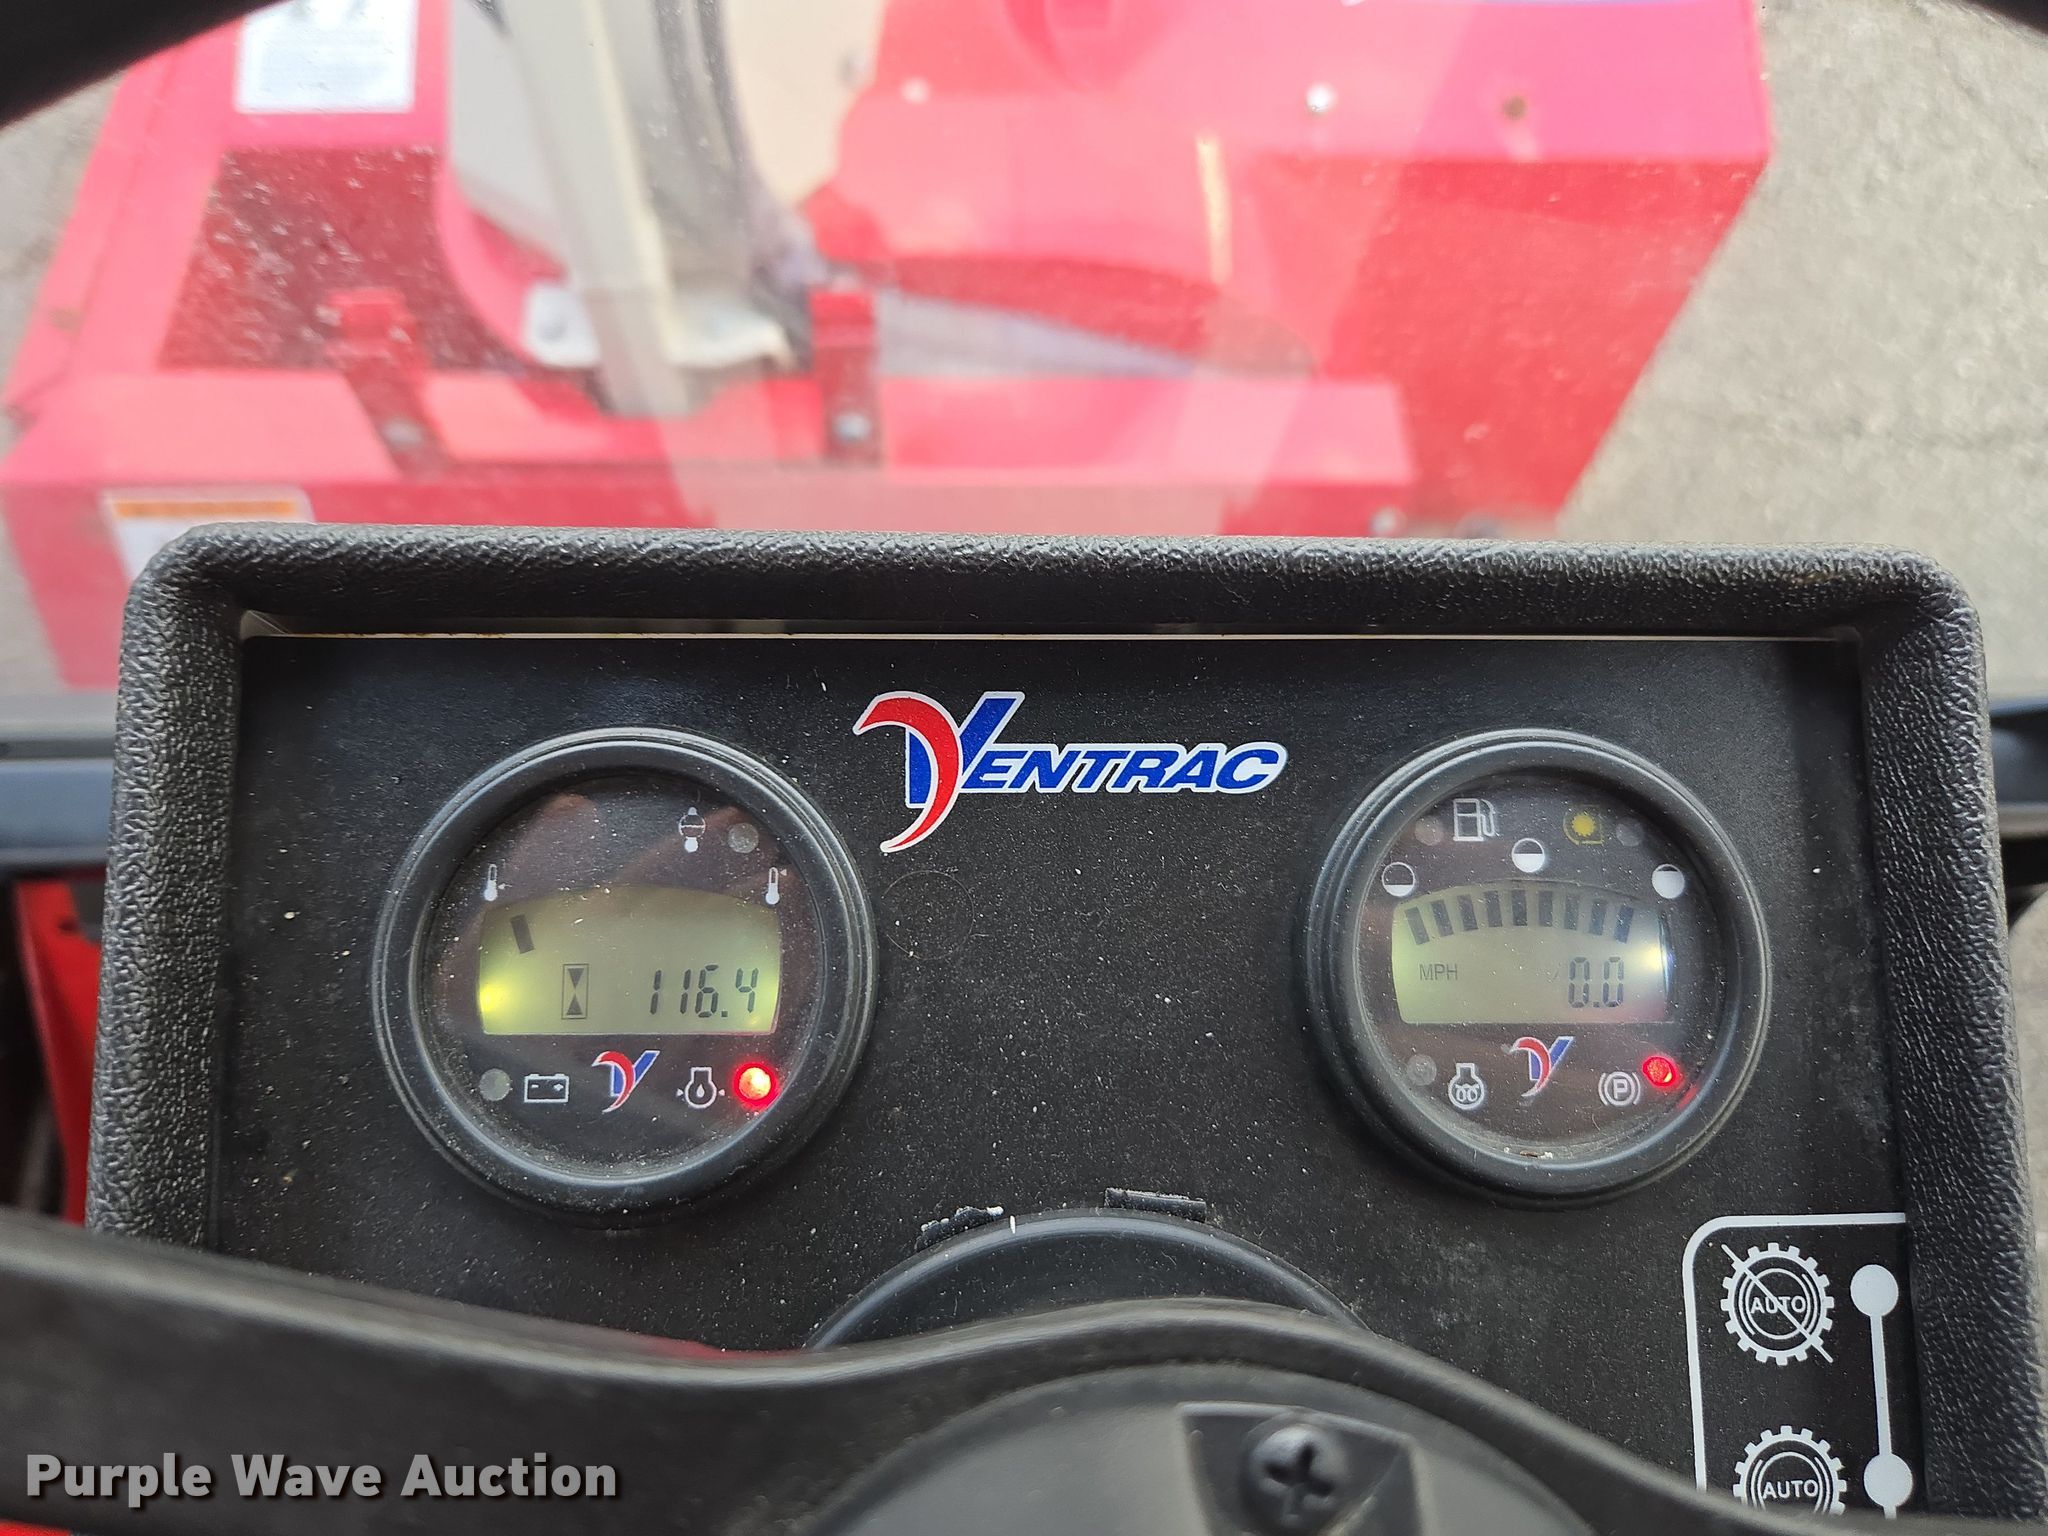 VENTRAC
116.4
MPH 0.0
P
AUTO
AUTO
Purple Wave Auction